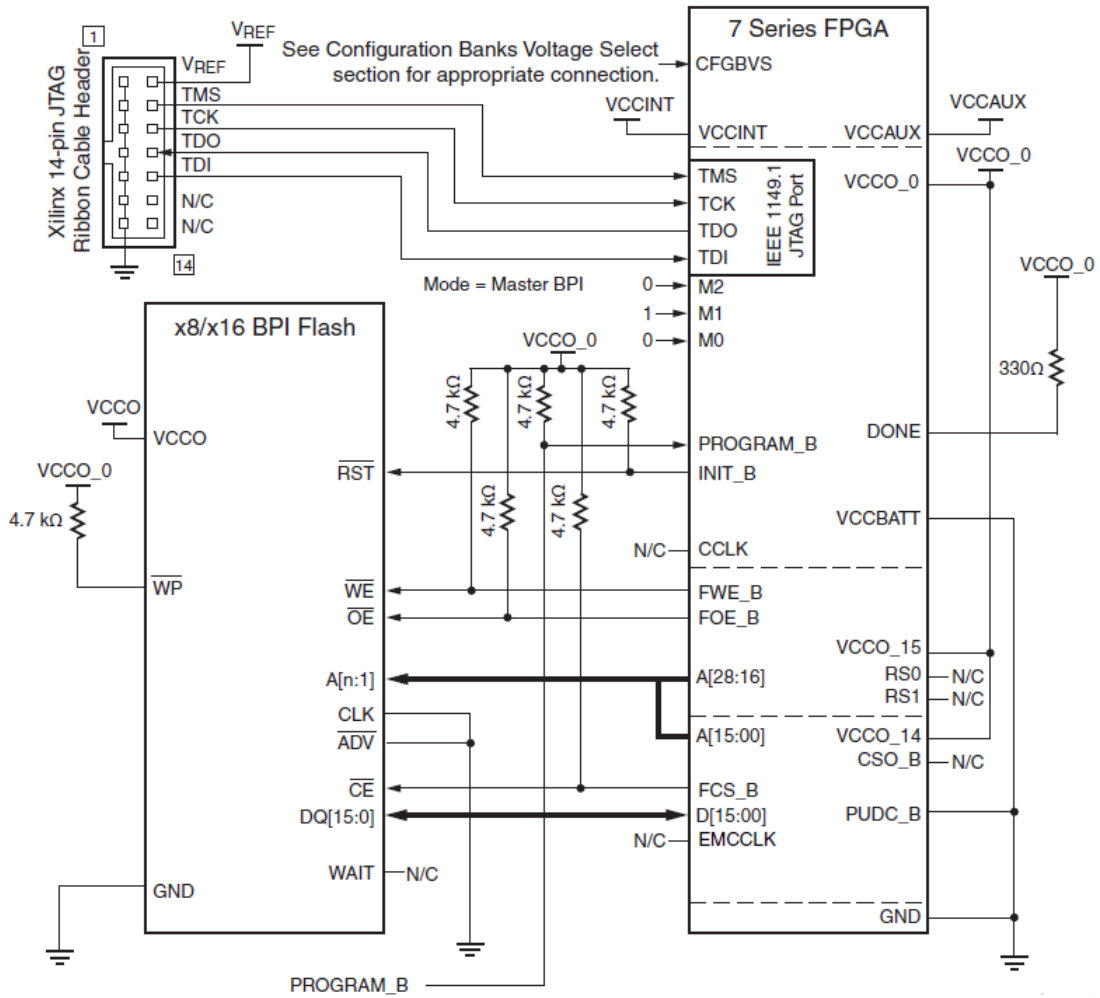 7 Series FPGA
1
VREF
See Configuration Banks Voltage Select
section for appropriate connection.
CFGBVS
VREF
TMS
TCK
TDO
TDI
N/C
N/C
Xilinx 14-pin JTAG
Ribbon Cable Header
14
VCCINT
VCCINT
VCCAUX
VCCAUX
VCCO_0
VCCO_0
TMS
TCK
TDO
TDI
IEEE 1149.1
JTAG Port
Mode = Master BPI
0
M2
1
M1
0
M0
VCCO_0
330Ω
DONE
x8/x16 BPI Flash
VCCO_0
4.7 kΩ
4.7 kΩ
4.7 kΩ
4.7 kΩ
4.7 kΩ
VCCO
VCCO
VCCO_0
4.7 kΩ
WP
RST
PROGRAM_B
INIT_B
VCCBATT
N/C
CCLK
WE
OE
FWE_B
FOE_B
VCCO_15
RS0
N/C
RS1
N/C
A[n:1]
A[28:16]
CLK
ADV
A[15:00]
VCCO_14
CSO_B
N/C
CE
FCS_B
DQ[15:0]
D[15:00]
PUDC_B
N/C
EMCCLK
WAIT
N/C
GND
GND
PROGRAM_B